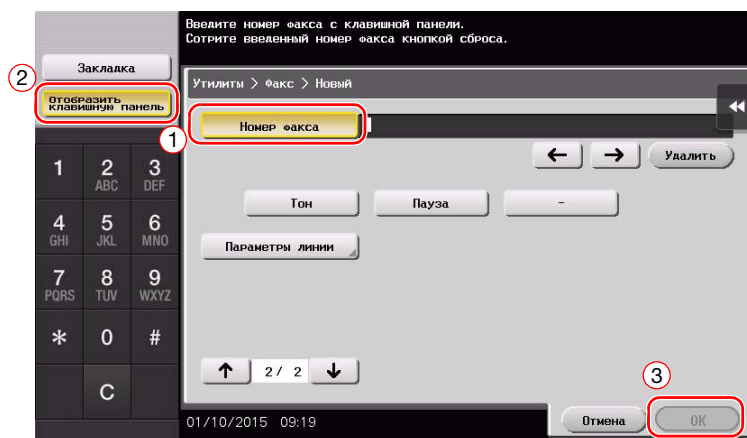 Введите номер факса с клавишной панели.
Сотрите введенный номер факса кнопкой сброса.
2
Закладка
Отобразить
клавишную панель
Утилиты > Факс > Новый
1
Номер факса
← → Удалить
1
2
ABC
3
DEF
4
GHI
5
JKL
6
MNO
7
PQRS
8
TUV
9
WXYZ
*
0
#
C
Тон
Пауза
-
Параметры линии
↑ 2/ 2 ↓
3
01/10/2015 09:19
Отмена
OK